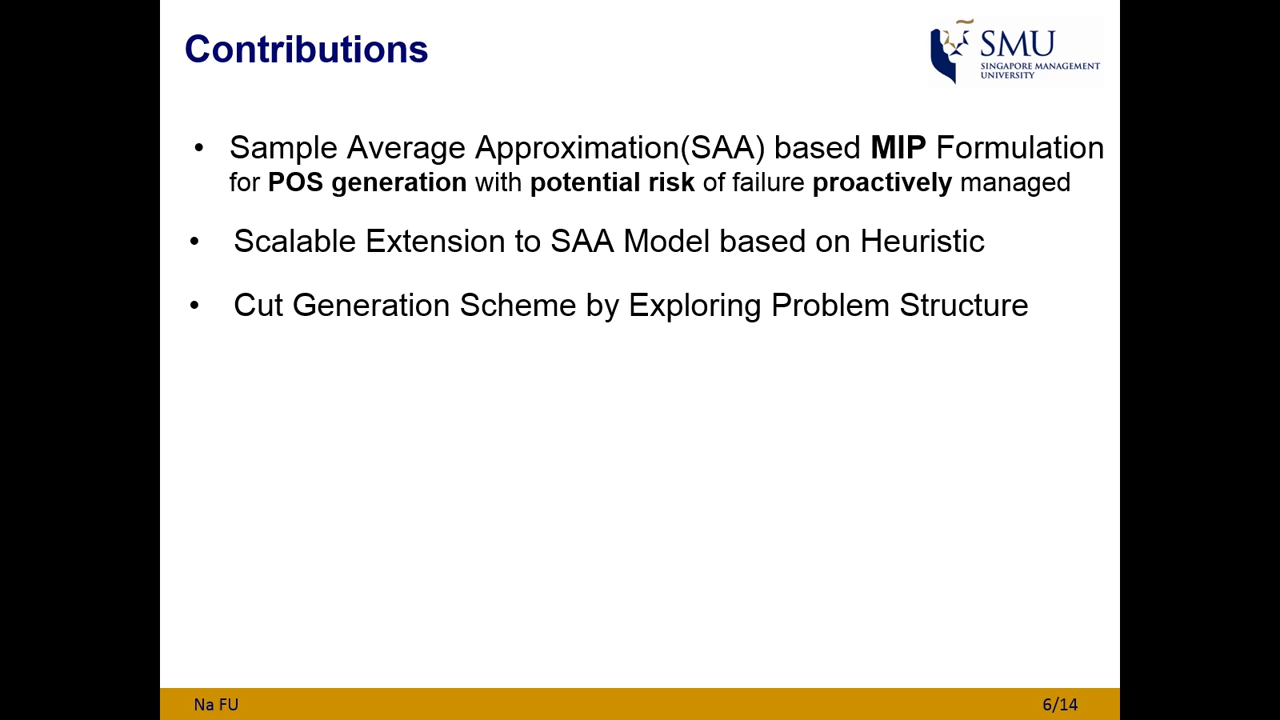 Contributions
SMU
SINGAPORE MANAGEMENT
UNIVERSITY
• Sample Average Approximation(SAA) based MIP Formulation
for POS generation with potential risk of failure proactively managed
• Scalable Extension to SAA Model based on Heuristic
• Cut Generation Scheme by Exploring Problem Structure
Na FU
6/14